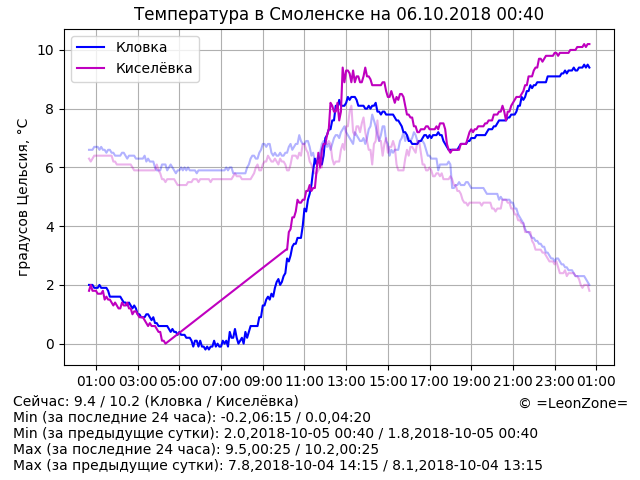 Температура в Смоленске на 06.10.2018 00:40
Кловка
Киселёвка
градусов Цельсия, °C
10
8
6
4
2
0
01:00 03:00 05:00 07:00 09:00 11:00 13:00 15:00 17:00 19:00 21:00 23:00 01:00
Сейчас: 9.4 / 10.2 (Кловка / Киселёвка)
© =LeonZone=
Min (за последние 24 часа): -0.2,06:15 / 0.0,04:20
Min (за предыдущие сутки): 2.0,2018-10-05 00:40 / 1.8,2018-10-05 00:40
Max (за последние 24 часа): 9.5,00:25 / 10.2,00:25
Max (за предыдущие сутки): 7.8,2018-10-04 14:15 / 8.1,2018-10-04 13:15